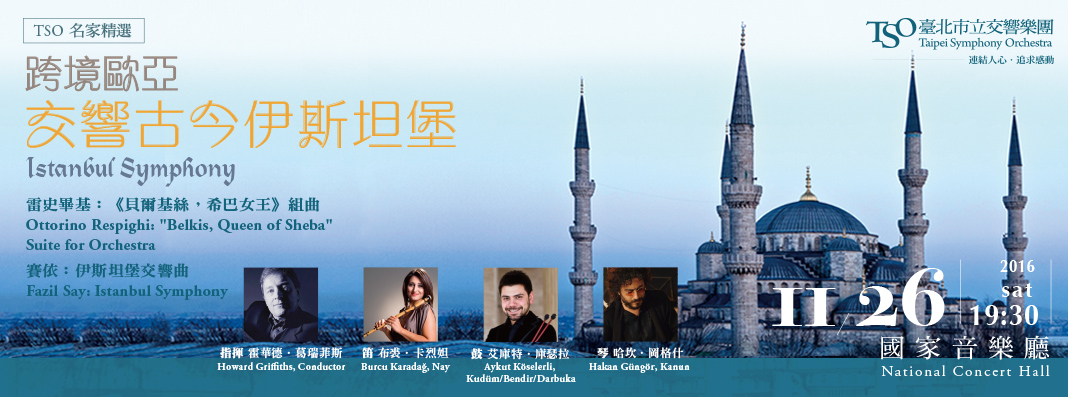 TSO 名家精選
跨境歐亞
交響古今伊斯坦堡
Istanbul Symphony
雷史畢基：《貝爾基絲，希巴女王》組曲
Ottorino Respighi: "Belkis, Queen of Sheba"
Suite for Orchestra
賽依：伊斯坦堡交響曲
Fazil Say: Istanbul Symphony
指揮 霍華德·葛瑞菲斯
Howard Griffiths, Conductor
笛 布裘·卡烈妲
Burcu Karadağ, Nay
鼓 艾庫特·庫瑟拉
Aykut Köselerli,
Kudüm/Bendir/Darbuka
琴 哈坎·岡格什
Hakan Güngör, Kanun
TSO 臺北市立交響樂團
Taipei Symphony Orchestra
連結人心·追求感動
11/26
2016
sat
19:30
國家音樂廳
National Concert Hall